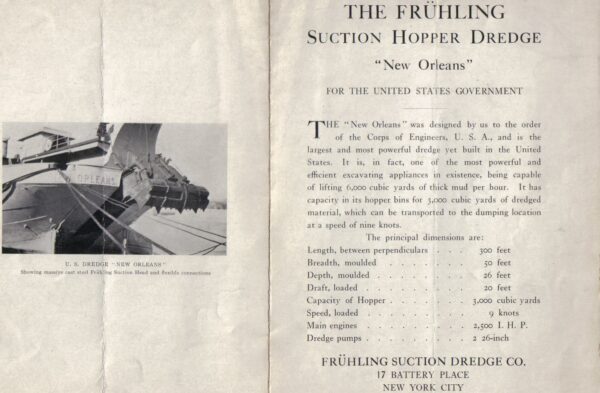 ORLEANS
U. S. DREDGE "NEW ORLEANS"
Showing massive cast steel Frühling Suction Head and flexible connections
THE FRÜHLING
SUCTION HOPPER DREDGE
"New Orleans"
FOR THE UNITED STATES GOVERNMENT
THE "New Orleans" was designed by us to the order
of the Corps of Engineers, U. S. A., and is the
largest and most powerful dredge yet built in the United
States. It is, in fact, one of the most powerful and
efficient excavating appliances in existence, being capable
of lifting 6,000 cubic yards of thick mud per hour. It has
capacity in its hopper bins for 3,000 cubic yards of dredged
material, which can be transported to the dumping location
at a speed of nine knots.
The principal dimensions are:
Length, between perpendiculars . . . . 300 feet
Breadth, moulded . . . . . . . 50 feet
Depth, moulded . . . . . . . 26 feet
Draft, loaded . . . . . . . . 20 feet
Capacity of Hopper . . . . . . 3,000 cubic yards
Speed, loaded . . . . . . . . 9 knots
Main engines . . . . . . . . 2,500 I. H. P.
Dredge pumps . . . . . . . . 2 26-inch
FRÜHLING SUCTION DREDGE CO.
17 BATTERY PLACE
NEW YORK CITY